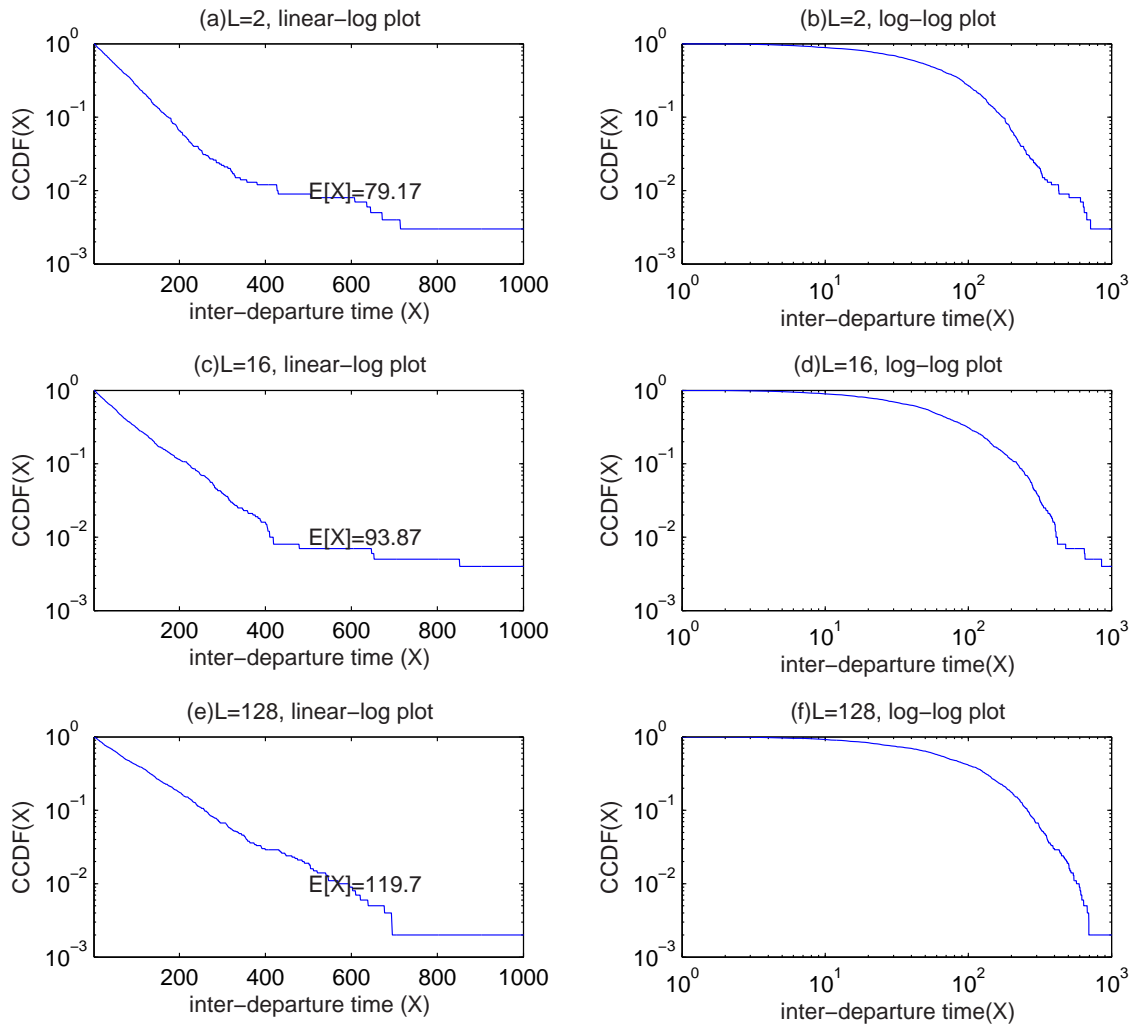 (a)L=2, linear−log plot
10^0
10^−1
10^−2
10^−3
CCDF(X)
E[X]=79.17
200 400 600 800 1000
inter−departure time (X)
(b)L=2, log−log plot
10^0
10^−1
10^−2
10^−3
CCDF(X)
10^0 10^1 10^2 10^3
inter−departure time(X)
(c)L=16, linear−log plot
10^0
10^−1
10^−2
10^−3
CCDF(X)
E[X]=93.87
200 400 600 800 1000
inter−departure time (X)
(d)L=16, log−log plot
10^0
10^−1
10^−2
10^−3
CCDF(X)
10^0 10^1 10^2 10^3
inter−departure time(X)
(e)L=128, linear−log plot
10^0
10^−1
10^−2
10^−3
CCDF(X)
E[X]=119.7
200 400 600 800 1000
inter−departure time (X)
(f)L=128, log−log plot
10^0
10^−1
10^−2
10^−3
CCDF(X)
10^0 10^1 10^2 10^3
inter−departure time(X)